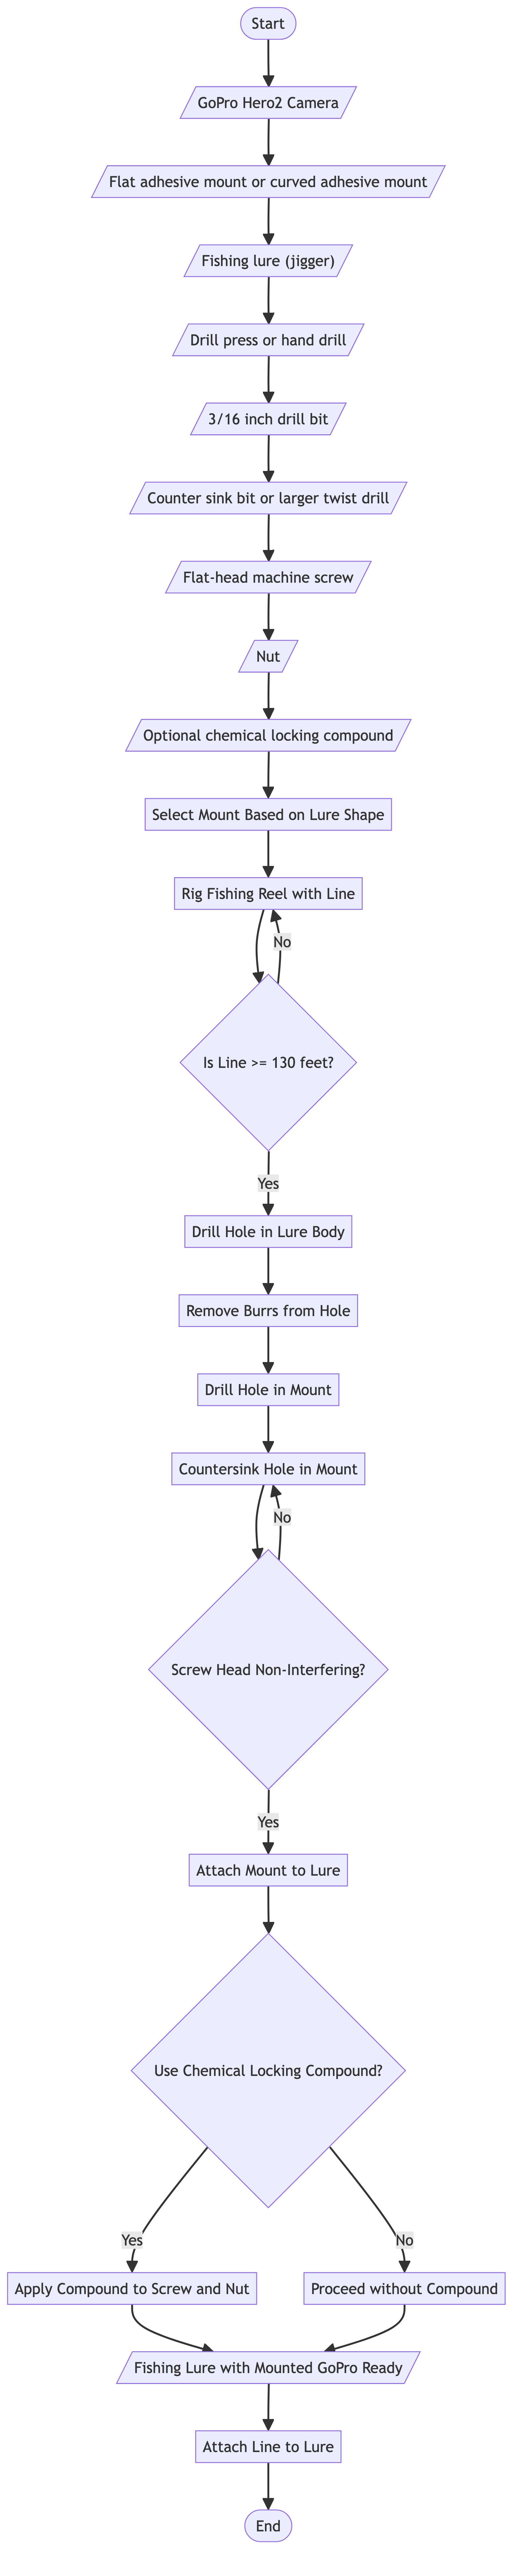 Start
GoPro Hero2 Camera
Flat adhesive mount or curved adhesive mount
Fishing lure (jigger)
Drill press or hand drill
3/16 inch drill bit
Counter sink bit or larger twist drill
Flat-head machine screw
Nut
Optional chemical locking compound
Select Mount Based on Lure Shape
Rig Fishing Reel with Line
No
Is Line >= 130 feet?
Yes
Drill Hole in Lure Body
Remove Burrs from Hole
Drill Hole in Mount
Countersink Hole in Mount
No
Screw Head Non-Interfering?
Yes
Attach Mount to Lure
Use Chemical Locking Compound?
Yes
No
Apply Compound to Screw and Nut
Proceed without Compound
Fishing Lure with Mounted GoPro Ready
Attach Line to Lure
End